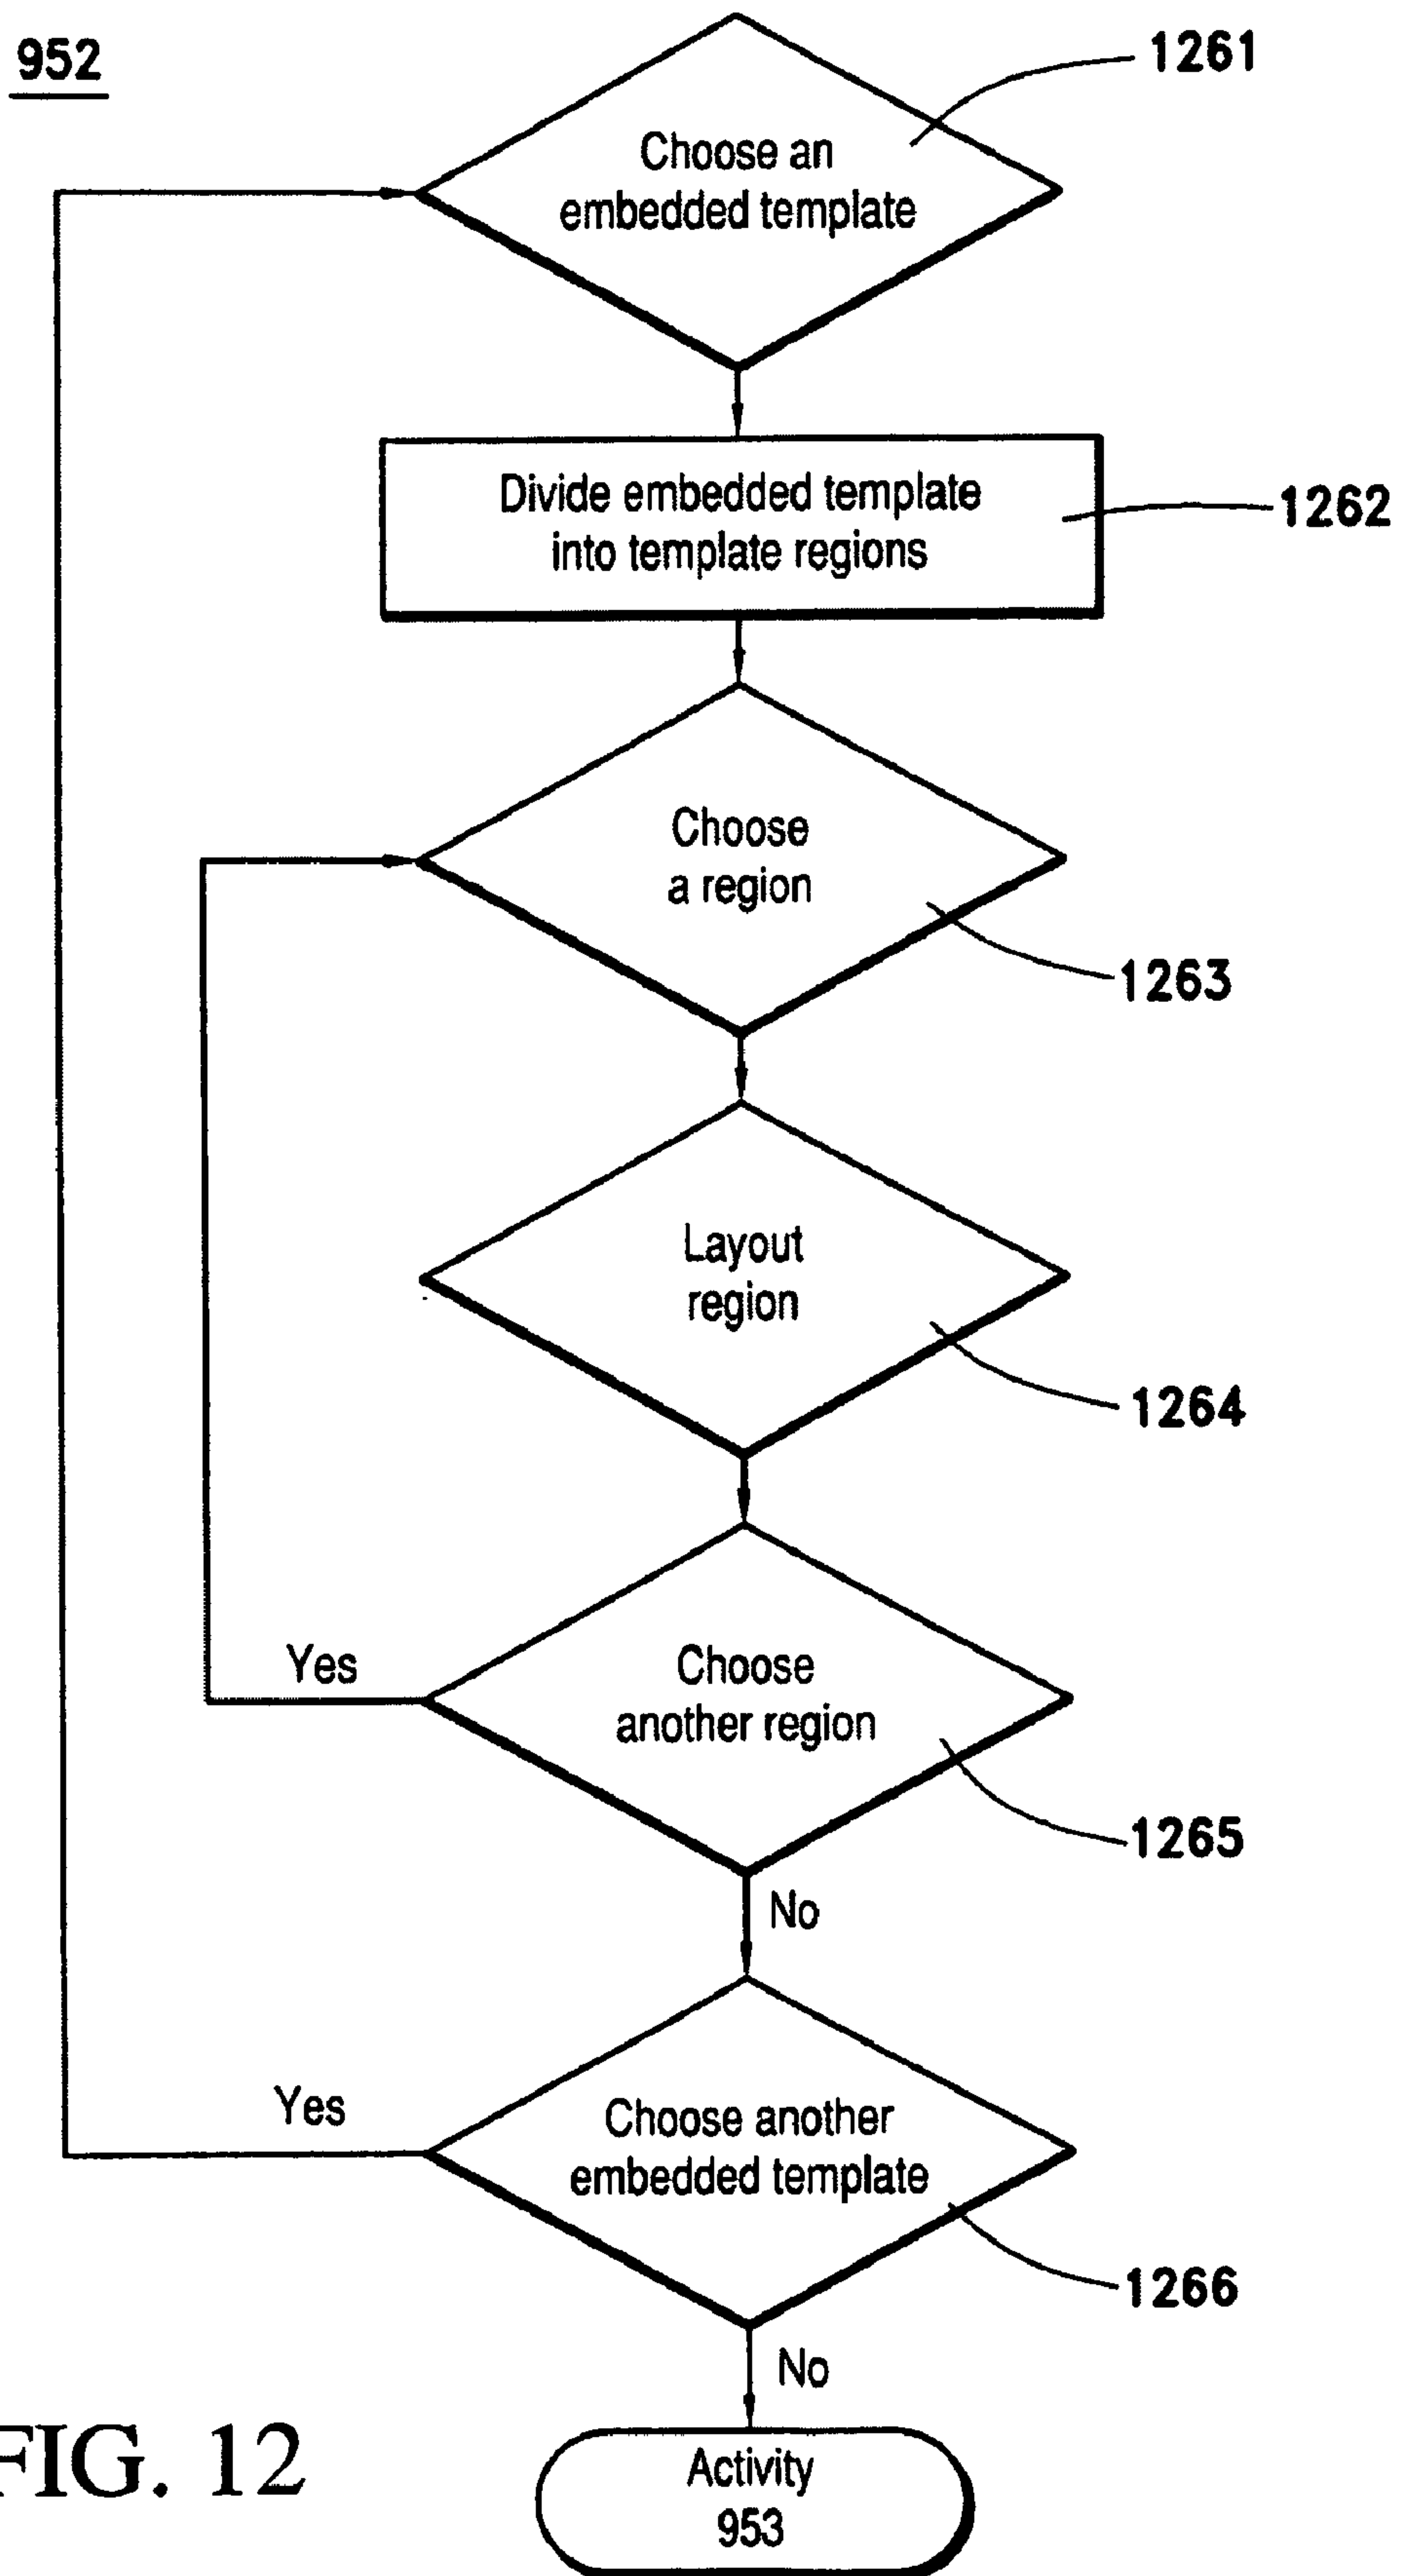 952
1261
Choose an
embedded template
Divide embedded template
into template regions
1262
Choose
a region
1263
Layout
region
1264
Yes
Choose
another region
1265
No
Yes
Choose another
embedded template
1266
No
Activity
953
FIG. 12